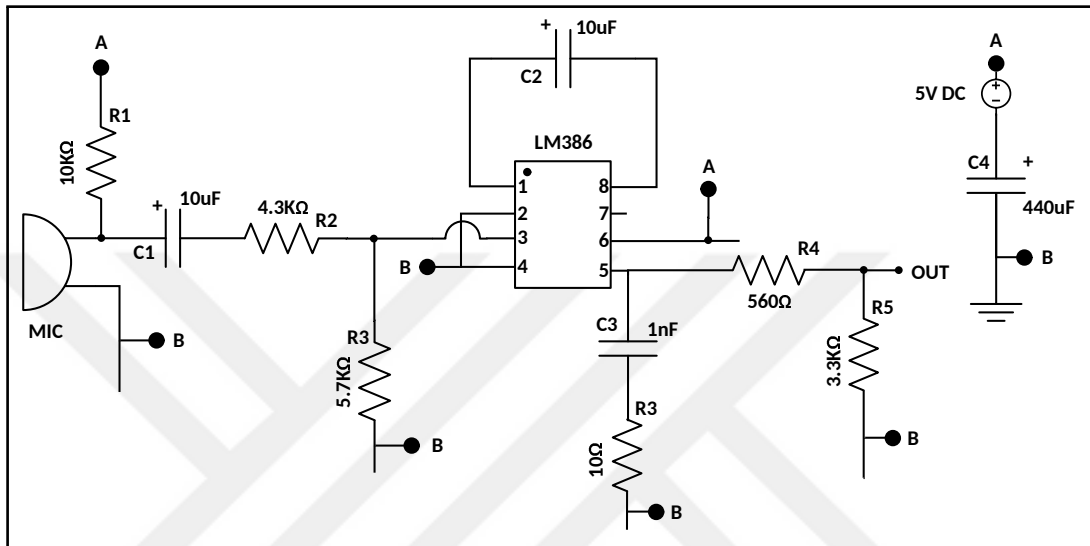 A
R1
10KΩ
+
10uF
C1
4.3KΩ
R2
MIC
B
R3
5.7KΩ
B
+
10uF
C2
LM386
1
2
3
4
8
7
6
5
B
A
R4
560Ω
OUT
C3
1nF
R3
10Ω
B
R5
3.3KΩ
B
A
5V DC
+
−
C4
+
440uF
B